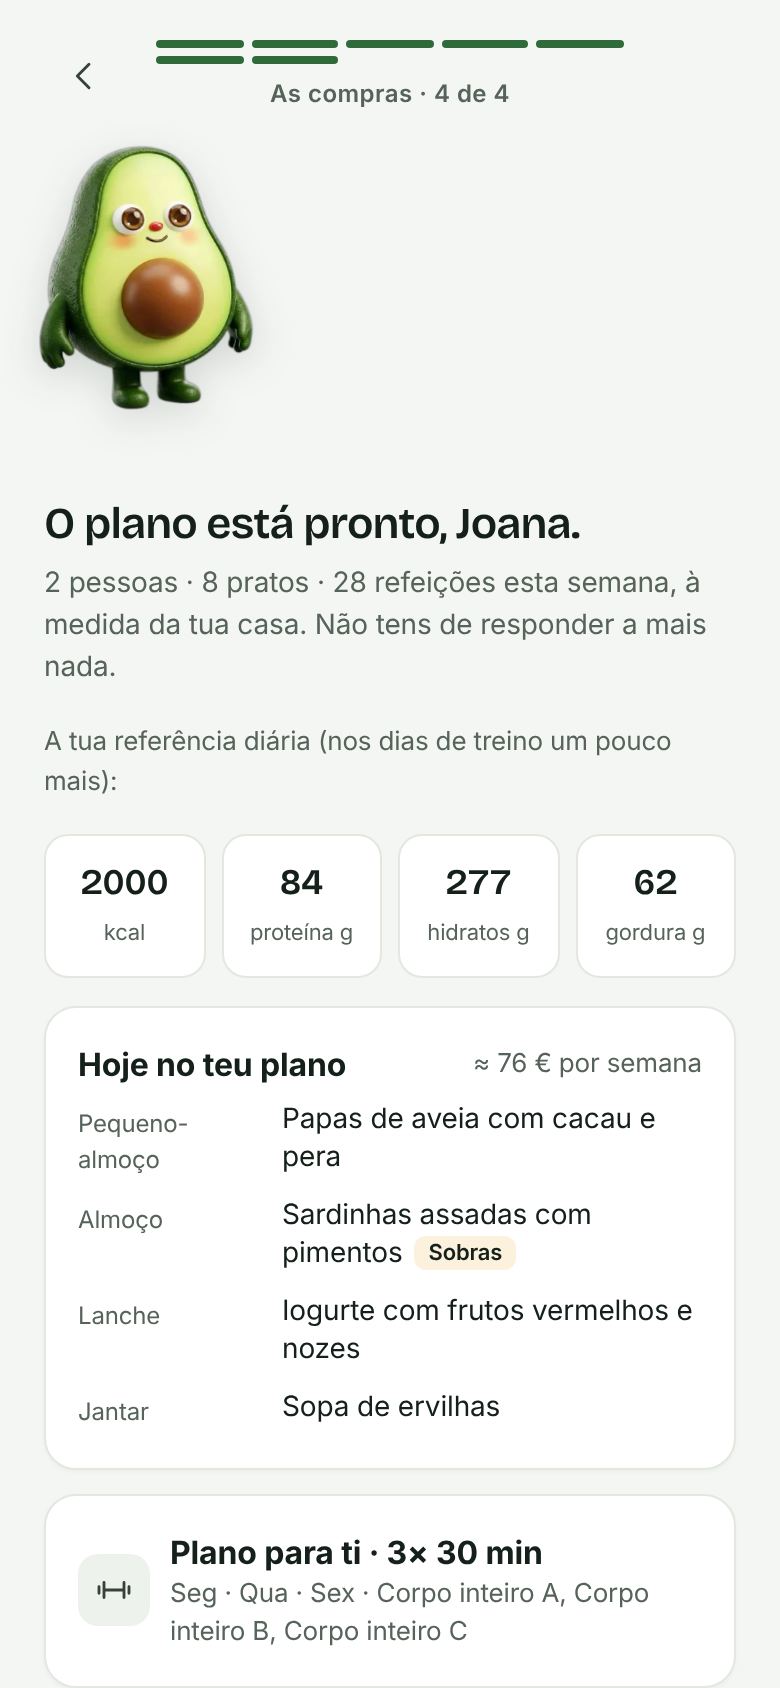 As compras · 4 de 4
O plano está pronto, Joana.
2 pessoas · 8 pratos · 28 refeições esta semana, à
medida da tua casa. Não tens de responder a mais
nada.
A tua referência diária (nos dias de treino um pouco
mais):
2000
kcal
84
proteína g
277
hidratos g
62
gordura g
Hoje no teu plano
≈ 76 € por semana
Pequeno-
almoço
Papas de aveia com cacau e
pera
Almoço
Sardinhas assadas com
pimentos Sobras
Lanche
Iogurte com frutos vermelhos e
nozes
Jantar
Sopa de ervilhas
Plano para ti · 3× 30 min
Seg · Qua · Sex · Corpo inteiro A, Corpo
inteiro B, Corpo inteiro C